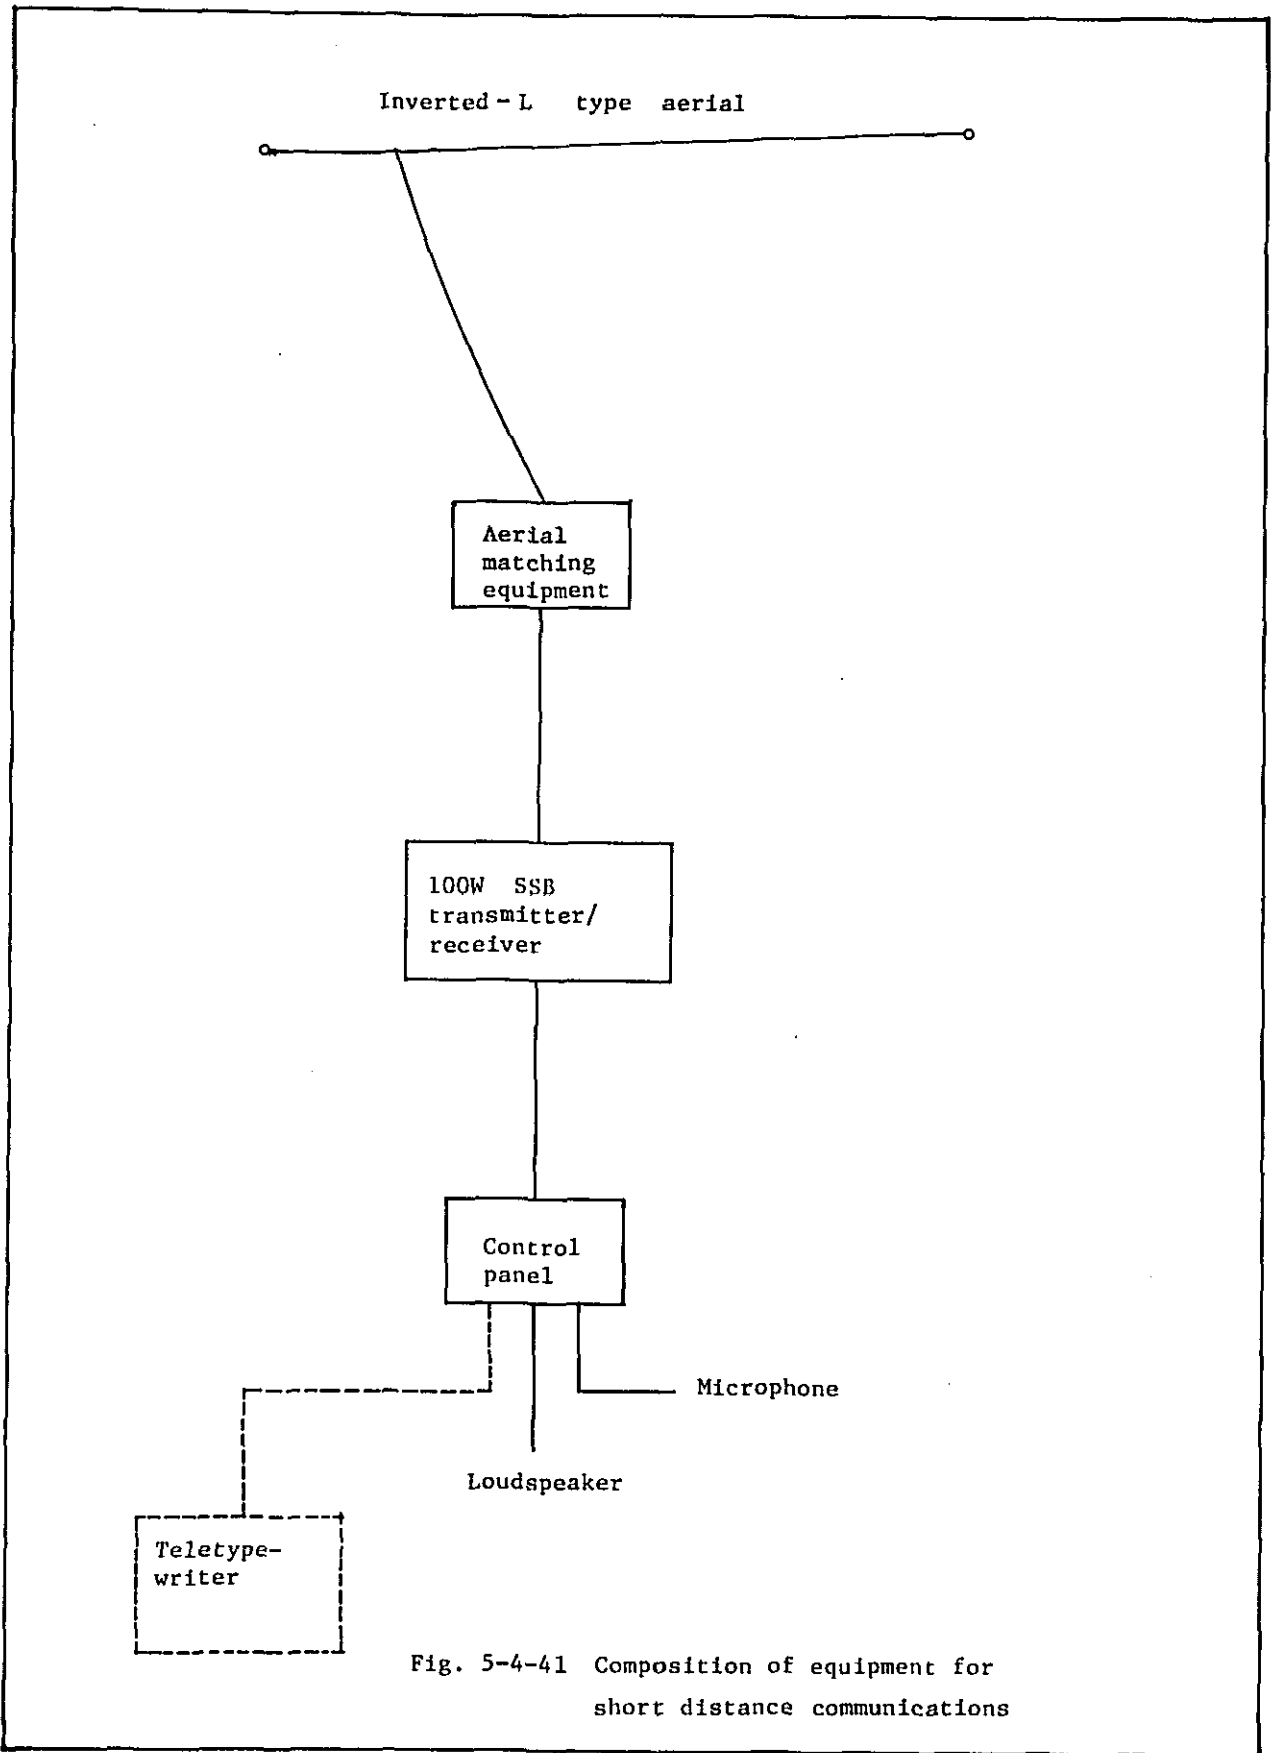 Inverted-L type aerial
Aerial
matching
equipment
100W SSB
transmitter/
receiver
Control
panel
Microphone
Loudspeaker
Teletype-
writer
Fig. 5-4-41 Composition of equipment for
short distance communications